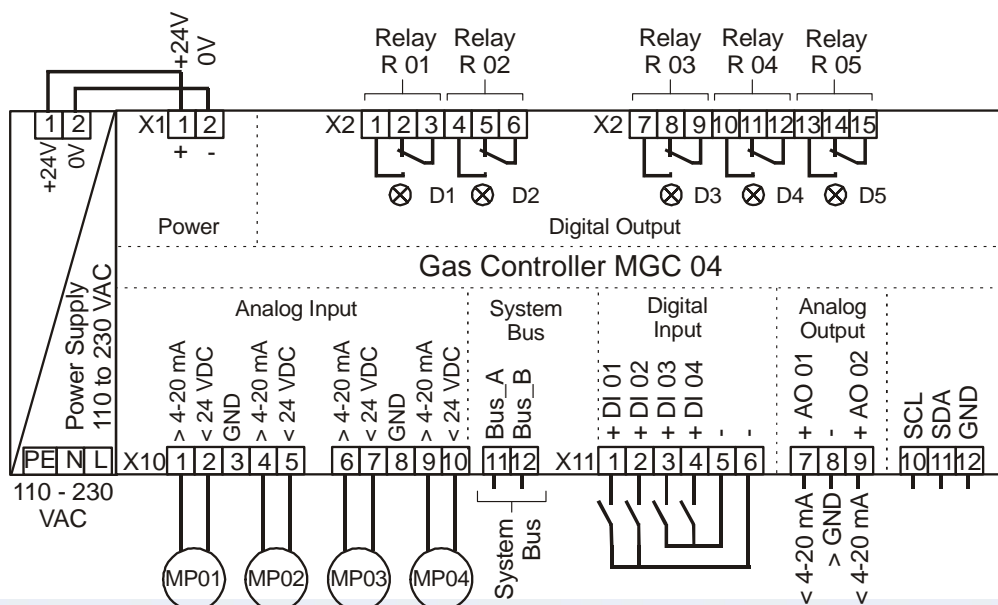 +24V
0V
Relay R 01
Relay R 02
Relay R 03
Relay R 04
Relay R 05
1 2
X1 1 2
X2 1 2 3 4 5 6
X2 7 8 9 10 11 12 13 14 15
+24V
0V
+ -
D1
D2
D3
D4
D5
Power
Digital Output
Gas Controller MGC 04
Power Supply
110 to 230 VAC
Analog Input
System Bus
Digital Input
Analog Output
> 4-20 mA
< 24 VDC
GND
> 4-20 mA
< 24 VDC
> 4-20 mA
< 24 VDC
GND
> 4-20 mA
< 24 VDC
Bus_A
Bus_B
+ DI 01
+ DI 02
+ DI 03
+ DI 04
-
-
+ AO 01
-
+ AO 02
SCL
SDA
GND
PE N L
X10 1 2 3 4 5 6 7 8 9 10 11 12
X11 1 2 3 4 5 6 7 8 9 10 11 12
110 - 230
VAC
MP01
MP02
MP03
MP04
System
Bus
< 4-20 mA
> GND
< 4-20 mA